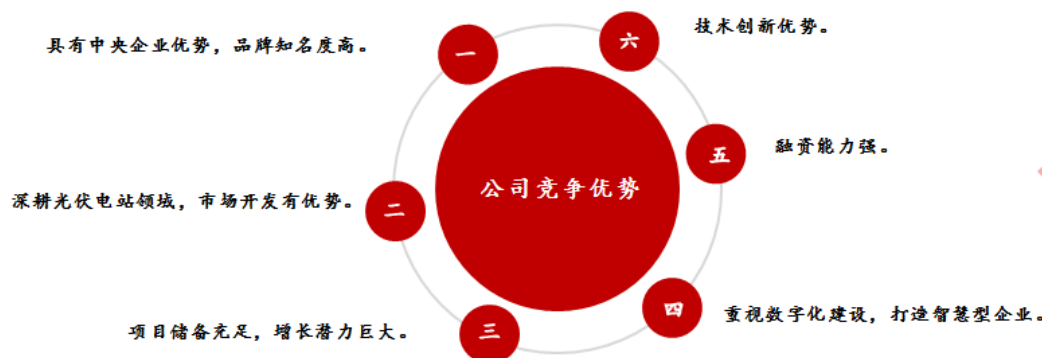 公司竞争优势
一
具有中央企业优势，品牌知名度高。
二
深耕光伏电站领域，市场开发有优势。
三
项目储备充足，增长潜力巨大。
四
重视数字化建设，打造智慧型企业。
五
融资能力强。
六
技术创新优势。